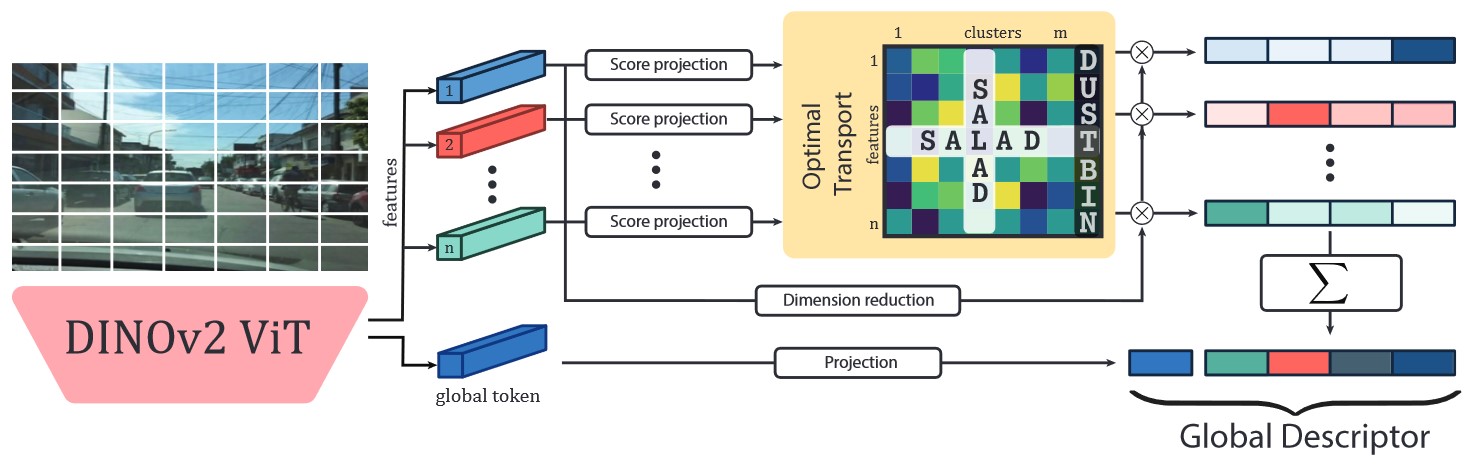 DINOv2 ViT
features
1
2
n
global token
Score projection
Score projection
Score projection
Dimension reduction
Projection
Optimal
Transport
1 clusters m
features
1
n
SALAD
SALAD
DUSTBIN
∑
Global Descriptor